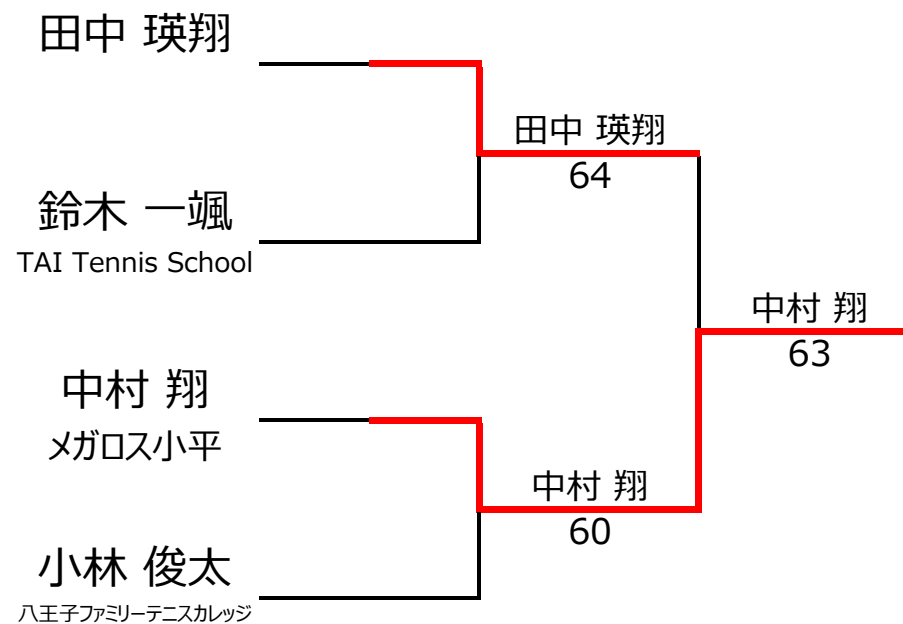 田中 瑛翔
鈴木 一颯
TAI Tennis School
中村 翔
メガロス小平
小林 俊太
八王子ファミリーテニスカレッジ
田中 瑛翔
64
中村 翔
60
中村 翔
63